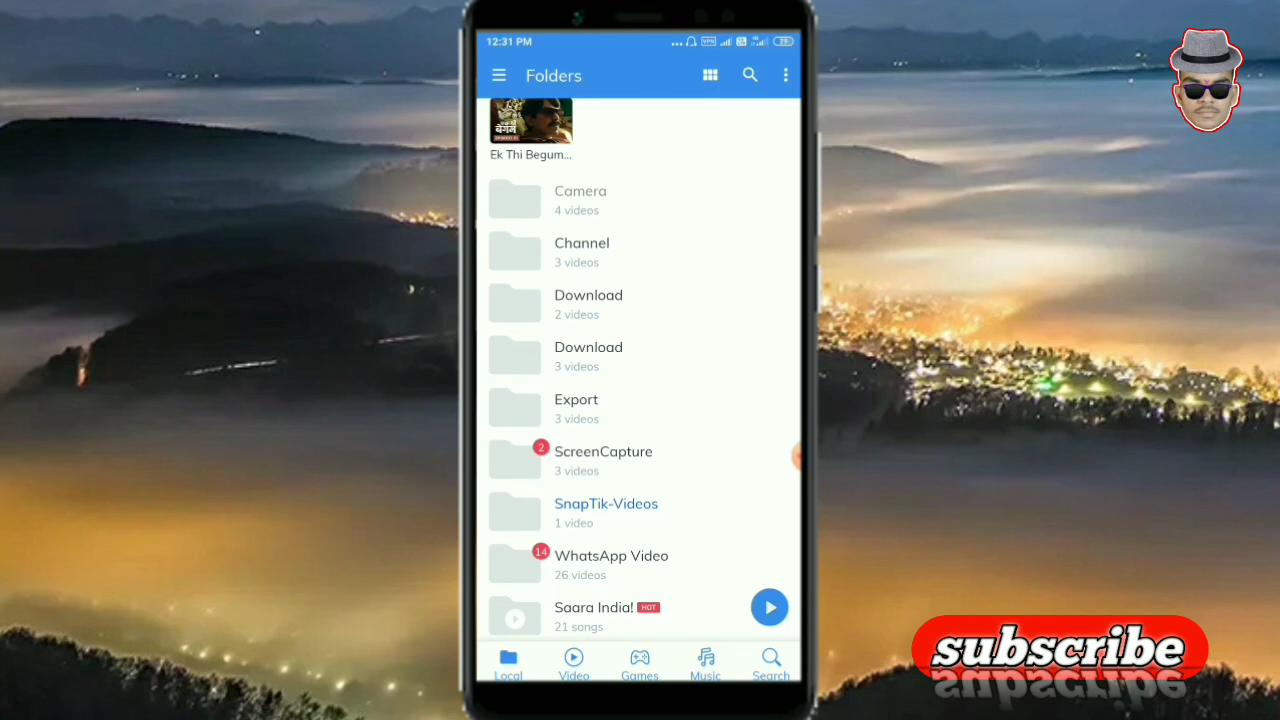 12:31 PM
VPN
Folders
बेगम
Ek Thi Begum...
Camera
4 videos
Channel
3 videos
Download
2 videos
Download
3 videos
Export
3 videos
2
ScreenCapture
3 videos
SnapTik-Videos
1 video
14
WhatsApp Video
26 videos
Saara India! HOT
21 songs
Local
Video
Games
Music
Search
subscribe